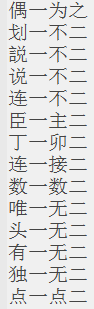 偶一为之
划一不二
説一不二
说一不二
连一不二
臣一主二
丁一卯二
连一接二
数一数二
唯一无二
头一无二
有一无二
独一无二
点一点二